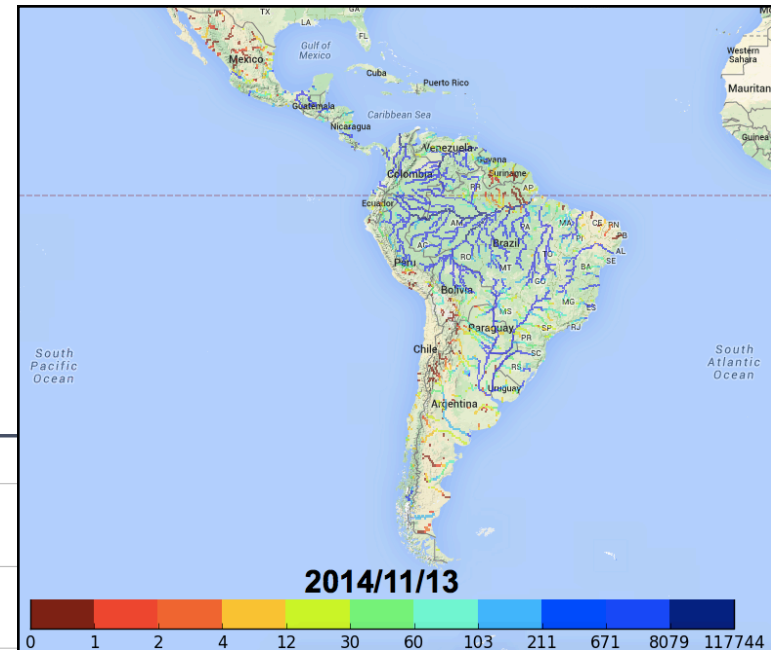 TX
LA
GA
FL
Gulf of
Mexico
Mexico
Cuba
Puerto Rico
Western
Sahara
Mauritan
Guatemala
Caribbean Sea
Nicaragua
Guinea
Venezuela
Guyana
Colombia
Suriname
RR
AP
Ecuador
AM
PA
MA
CE
RN
PB
Brazil
TO
AL
SE
AC
RO
Peru
MT
BA
GO
Bolivia
MG
MS
ES
Paraguay
SP
RJ
PR
Chile
SC
South
Pacific
Ocean
South
Atlantic
Ocean
RS
Uruguay
Argentina
2014/11/13
0 1 2 4 12 30 60 103 211 671 8079 117744